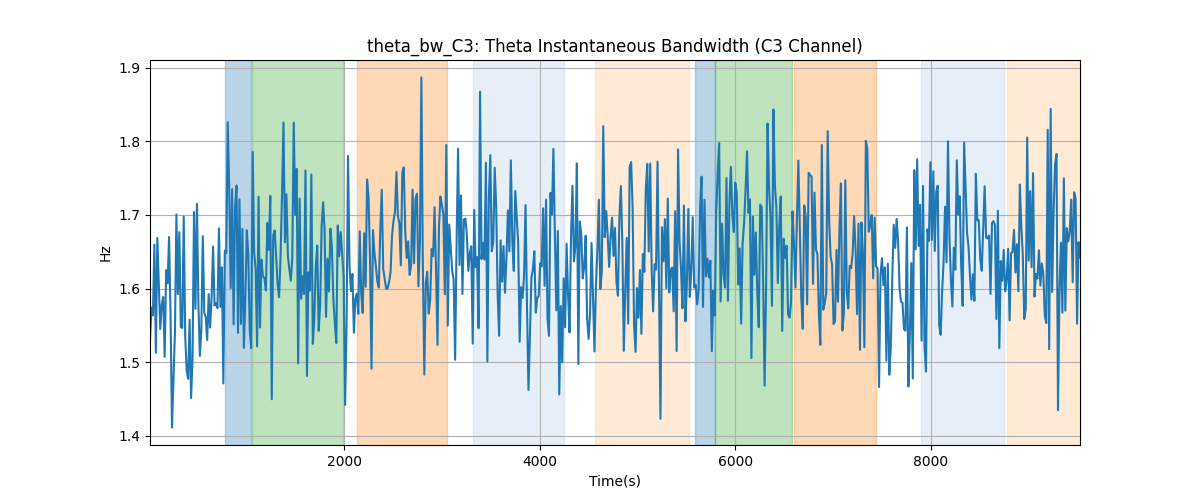 theta_bw_C3: Theta Instantaneous Bandwidth (C3 Channel)
1.9
1.8
1.7
1.6
1.5
1.4
Hz
2000 4000 6000 8000
Time(s)